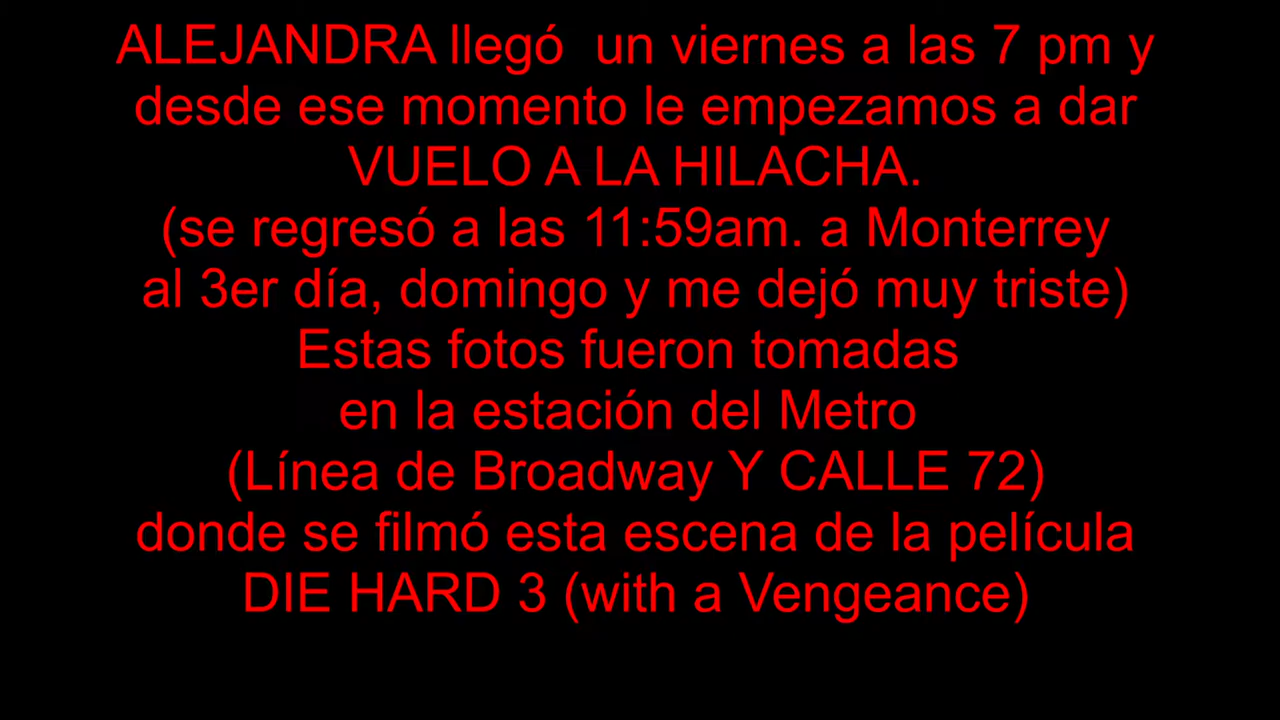 ALEJANDRA llegó  un viernes a las 7 pm y
desde ese momento le empezamos a dar
VUELO A LA HILACHA.
(se regresó a las 11:59am. a Monterrey
al 3er día, domingo y me dejó muy triste)
Estas fotos fueron tomadas
en la estación del Metro
(Línea de Broadway Y CALLE 72)
donde se filmó esta escena de la película
DIE HARD 3 (with a Vengeance)